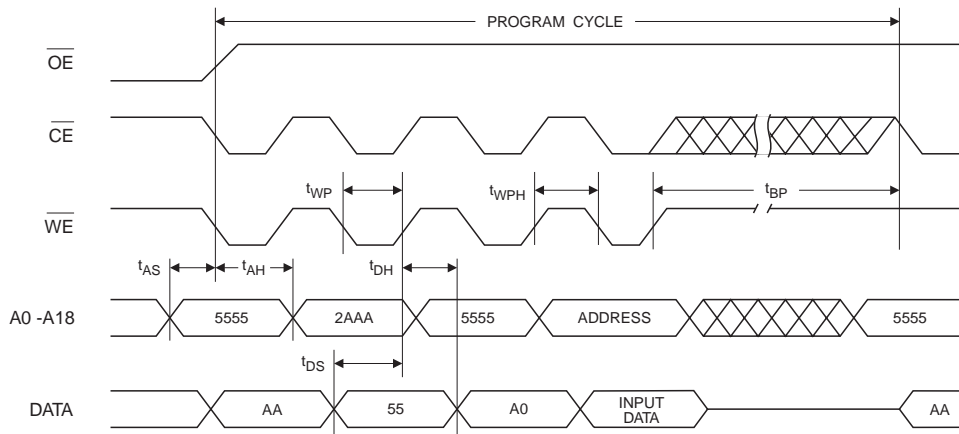 PROGRAM CYCLE
OE
CE
tWP
tWPH
tBP
WE
tAS
tAH
tDH
A0 -A18
5555
2AAA
5555
ADDRESS
5555
tDS
DATA
AA
55
A0
INPUT
DATA
AA